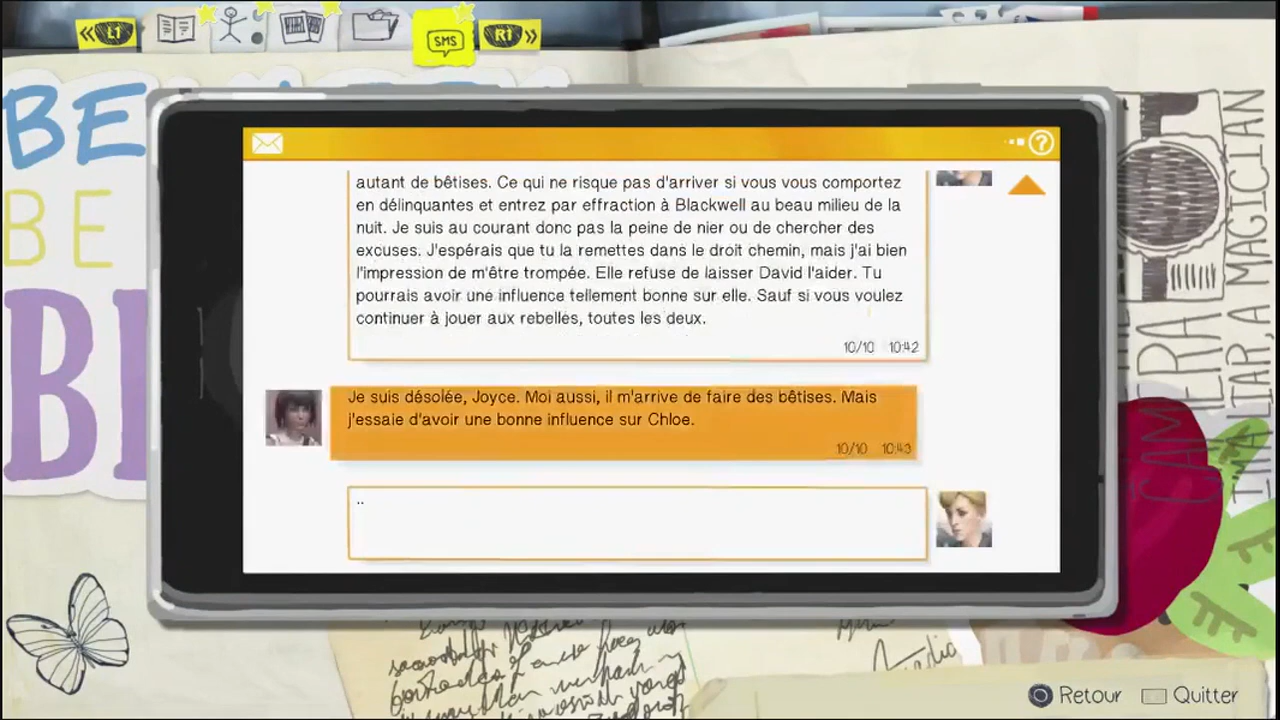 L1
SMS
R1
BE
BE
autant de bêtises. Ce qui ne risque pas d'arriver si vous vous comportez
en délinquantes et entrez par effraction à Blackwell au beau milieu de la
nuit. Je suis au courant donc pas la peine de nier ou de chercher des
excuses. J'espérais que tu la remettes dans le droit chemin, mais j'ai bien
l'impression de m'être trompée. Elle refuse de laisser David l'aider. Tu
pourrais avoir une influence tellement bonne sur elle. Sauf si vous voulez
continuer à jouer aux rebelles, toutes les deux.
10/10 10:42
Je suis désolée, Joyce. Moi aussi, il m'arrive de faire des bêtises. Mais
j'essaie d'avoir une bonne influence sur Chloe.
10/10 10:43
..
CAMERA
A MAGICIAN
Retour
Quitter